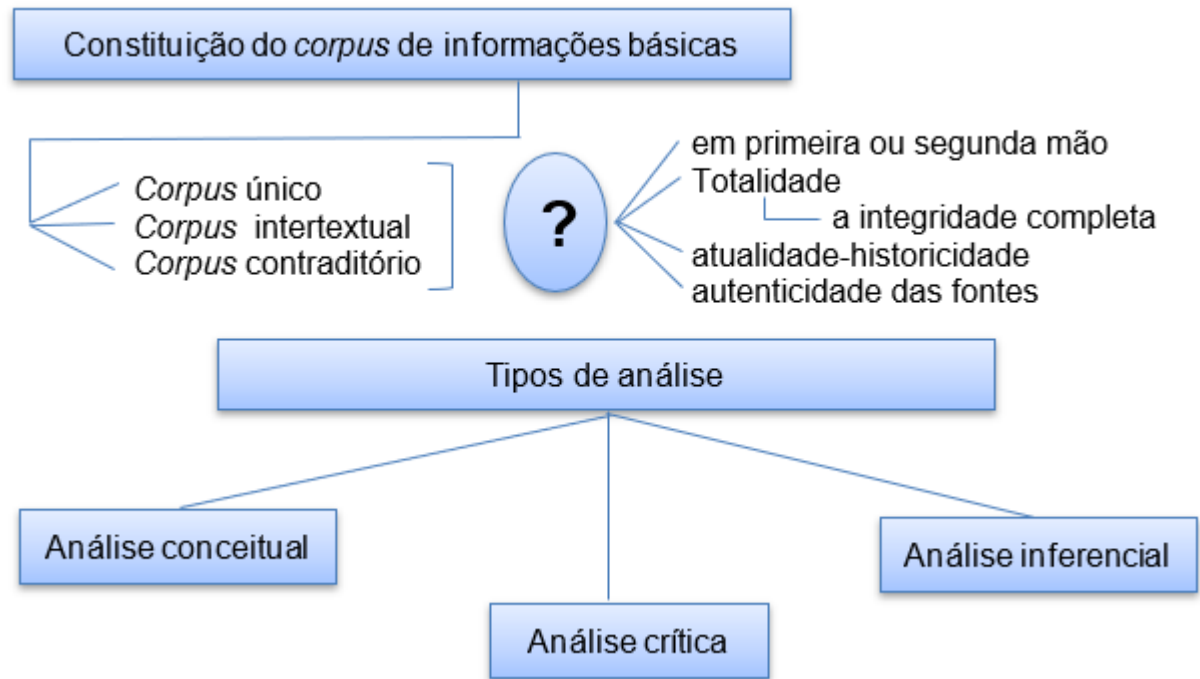 Constituição do corpus de informações básicas
Corpus único
Corpus intertextual
Corpus contraditório
?
em primeira ou segunda mão
Totalidade
a integridade completa
atualidade-historicidade
autenticidade das fontes
Tipos de análise
Análise conceitual
Análise crítica
Análise inferencial